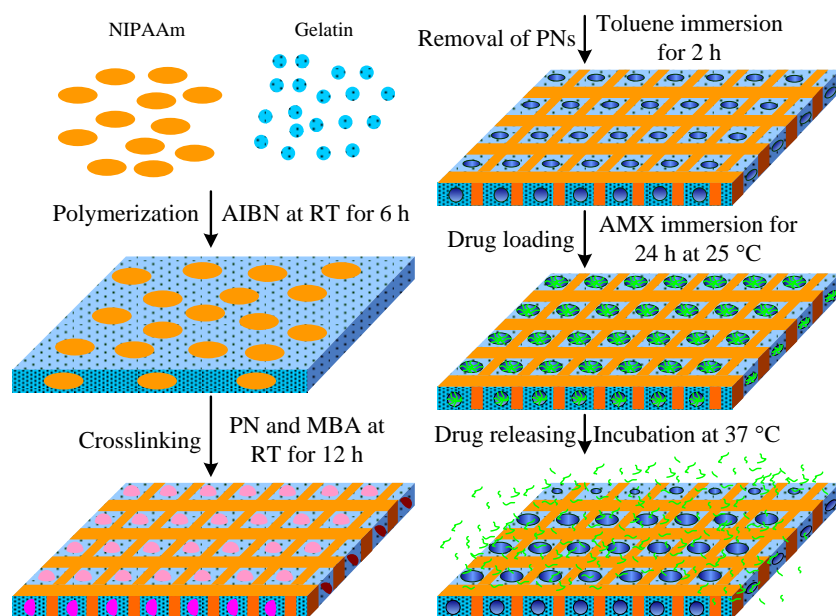 NIPAAm
Gelatin
Polymerization
AIBN at RT for 6 h
Crosslinking
PN and MBA at
RT for 12 h
Removal of PNs
Toluene immersion
for 2 h
Drug loading
AMX immersion for
24 h at 25 °C
Drug releasing
Incubation at 37 °C